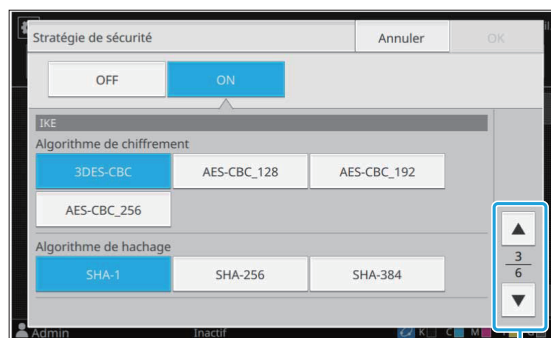 Stratégie de sécurité Annuler OK
OFF ON
IKE
Algorithme de chiffrement
3DES-CBC AES-CBC_128 AES-CBC_192
AES-CBC_256
Algorithme de hachage
SHA-1 SHA-256 SHA-384
3
6
Admin Inactif K C M